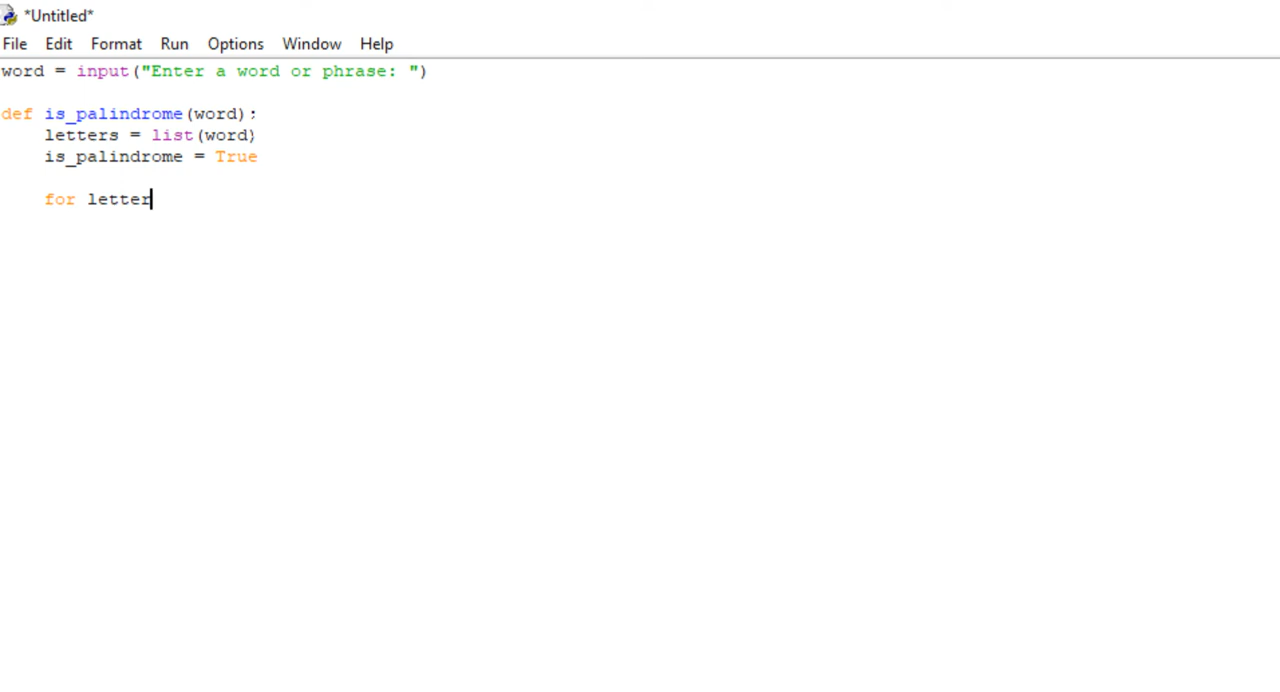 *Untitled*
File Edit Format Run Options Window Help
word = input("Enter a word or phrase: ")
def is_palindrome(word):
    letters = list(word)
    is_palindrome = True
    for letter